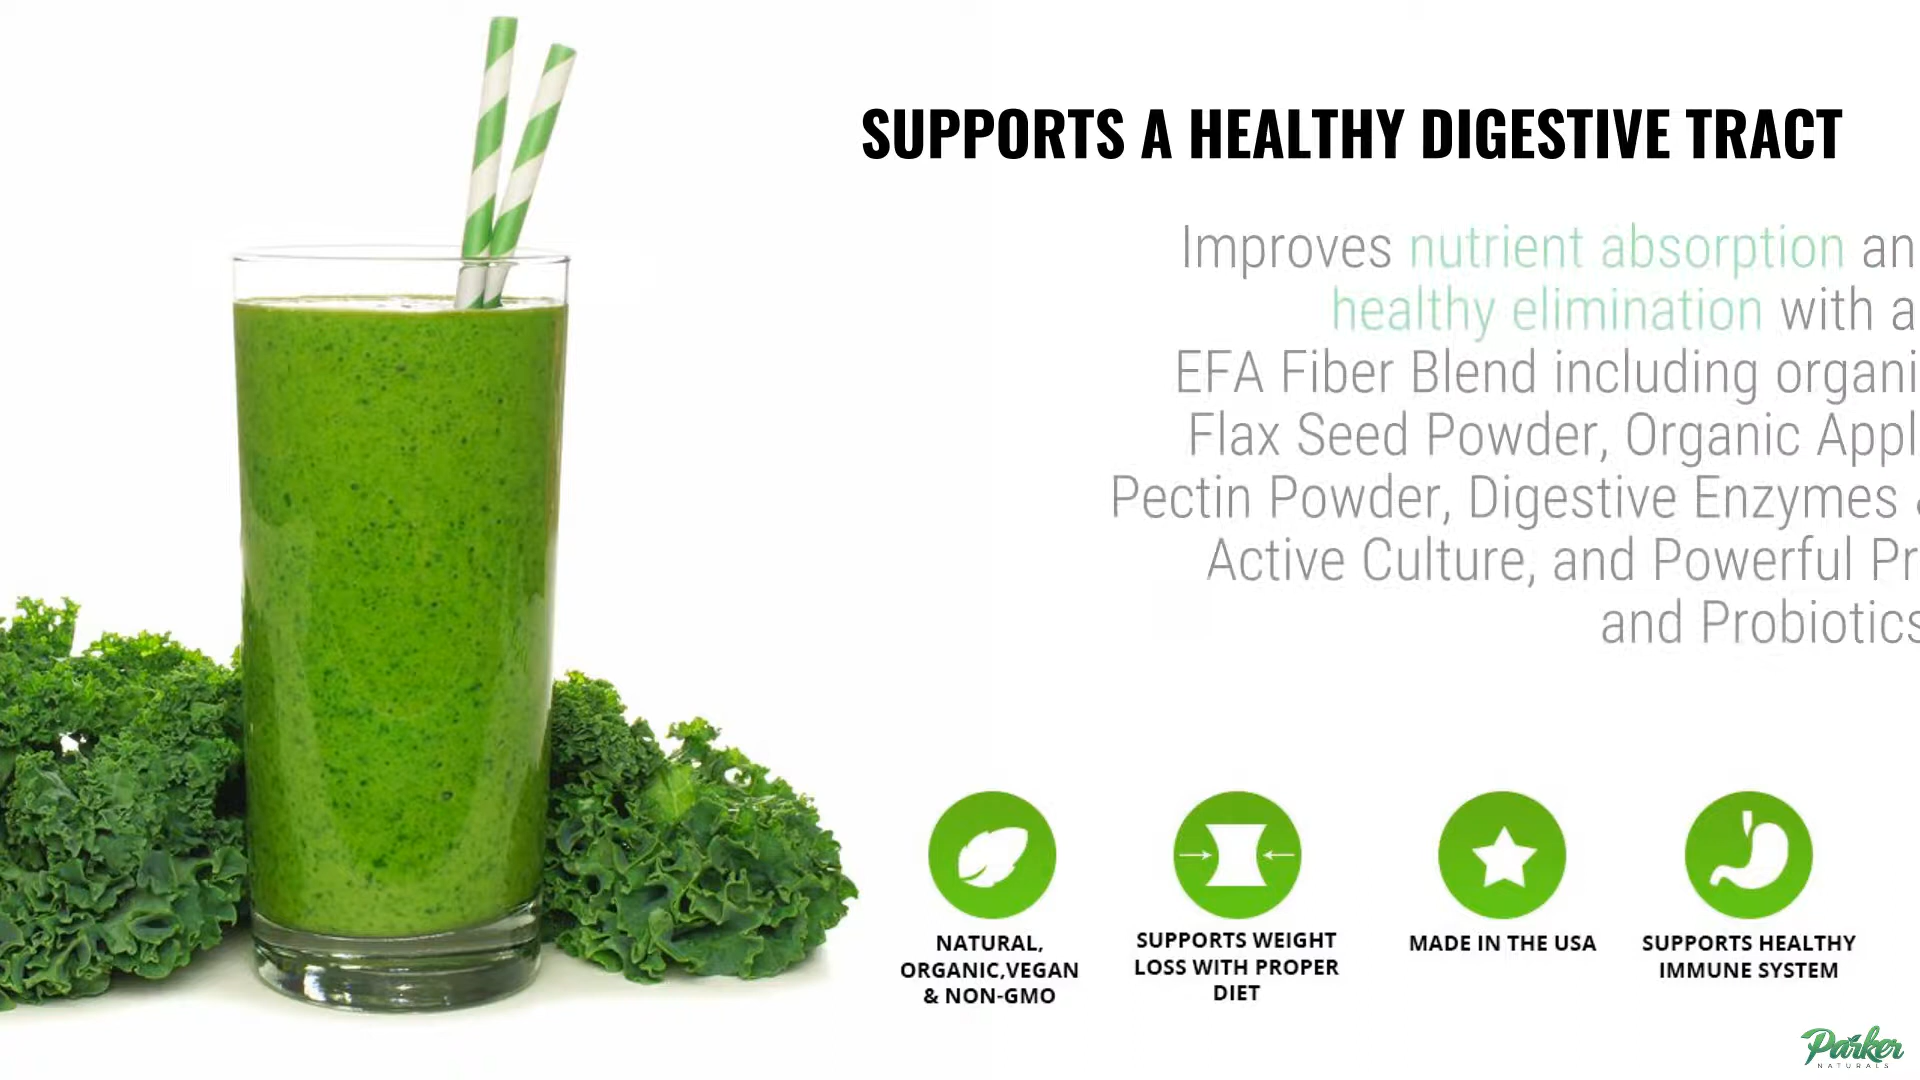 SUPPORTS A HEALTHY DIGESTIVE TRACT
Improves nutrient absorption an
healthy elimination with a
EFA Fiber Blend including organi
Flax Seed Powder, Organic Appl
Pectin Powder, Digestive Enzymes &
Active Culture, and Powerful Pr
and Probiotics
NATURAL,
ORGANIC,VEGAN
& NON-GMO
SUPPORTS WEIGHT
LOSS WITH PROPER
DIET
MADE IN THE USA
SUPPORTS HEALTHY
IMMUNE SYSTEM
Parker
NATURALS